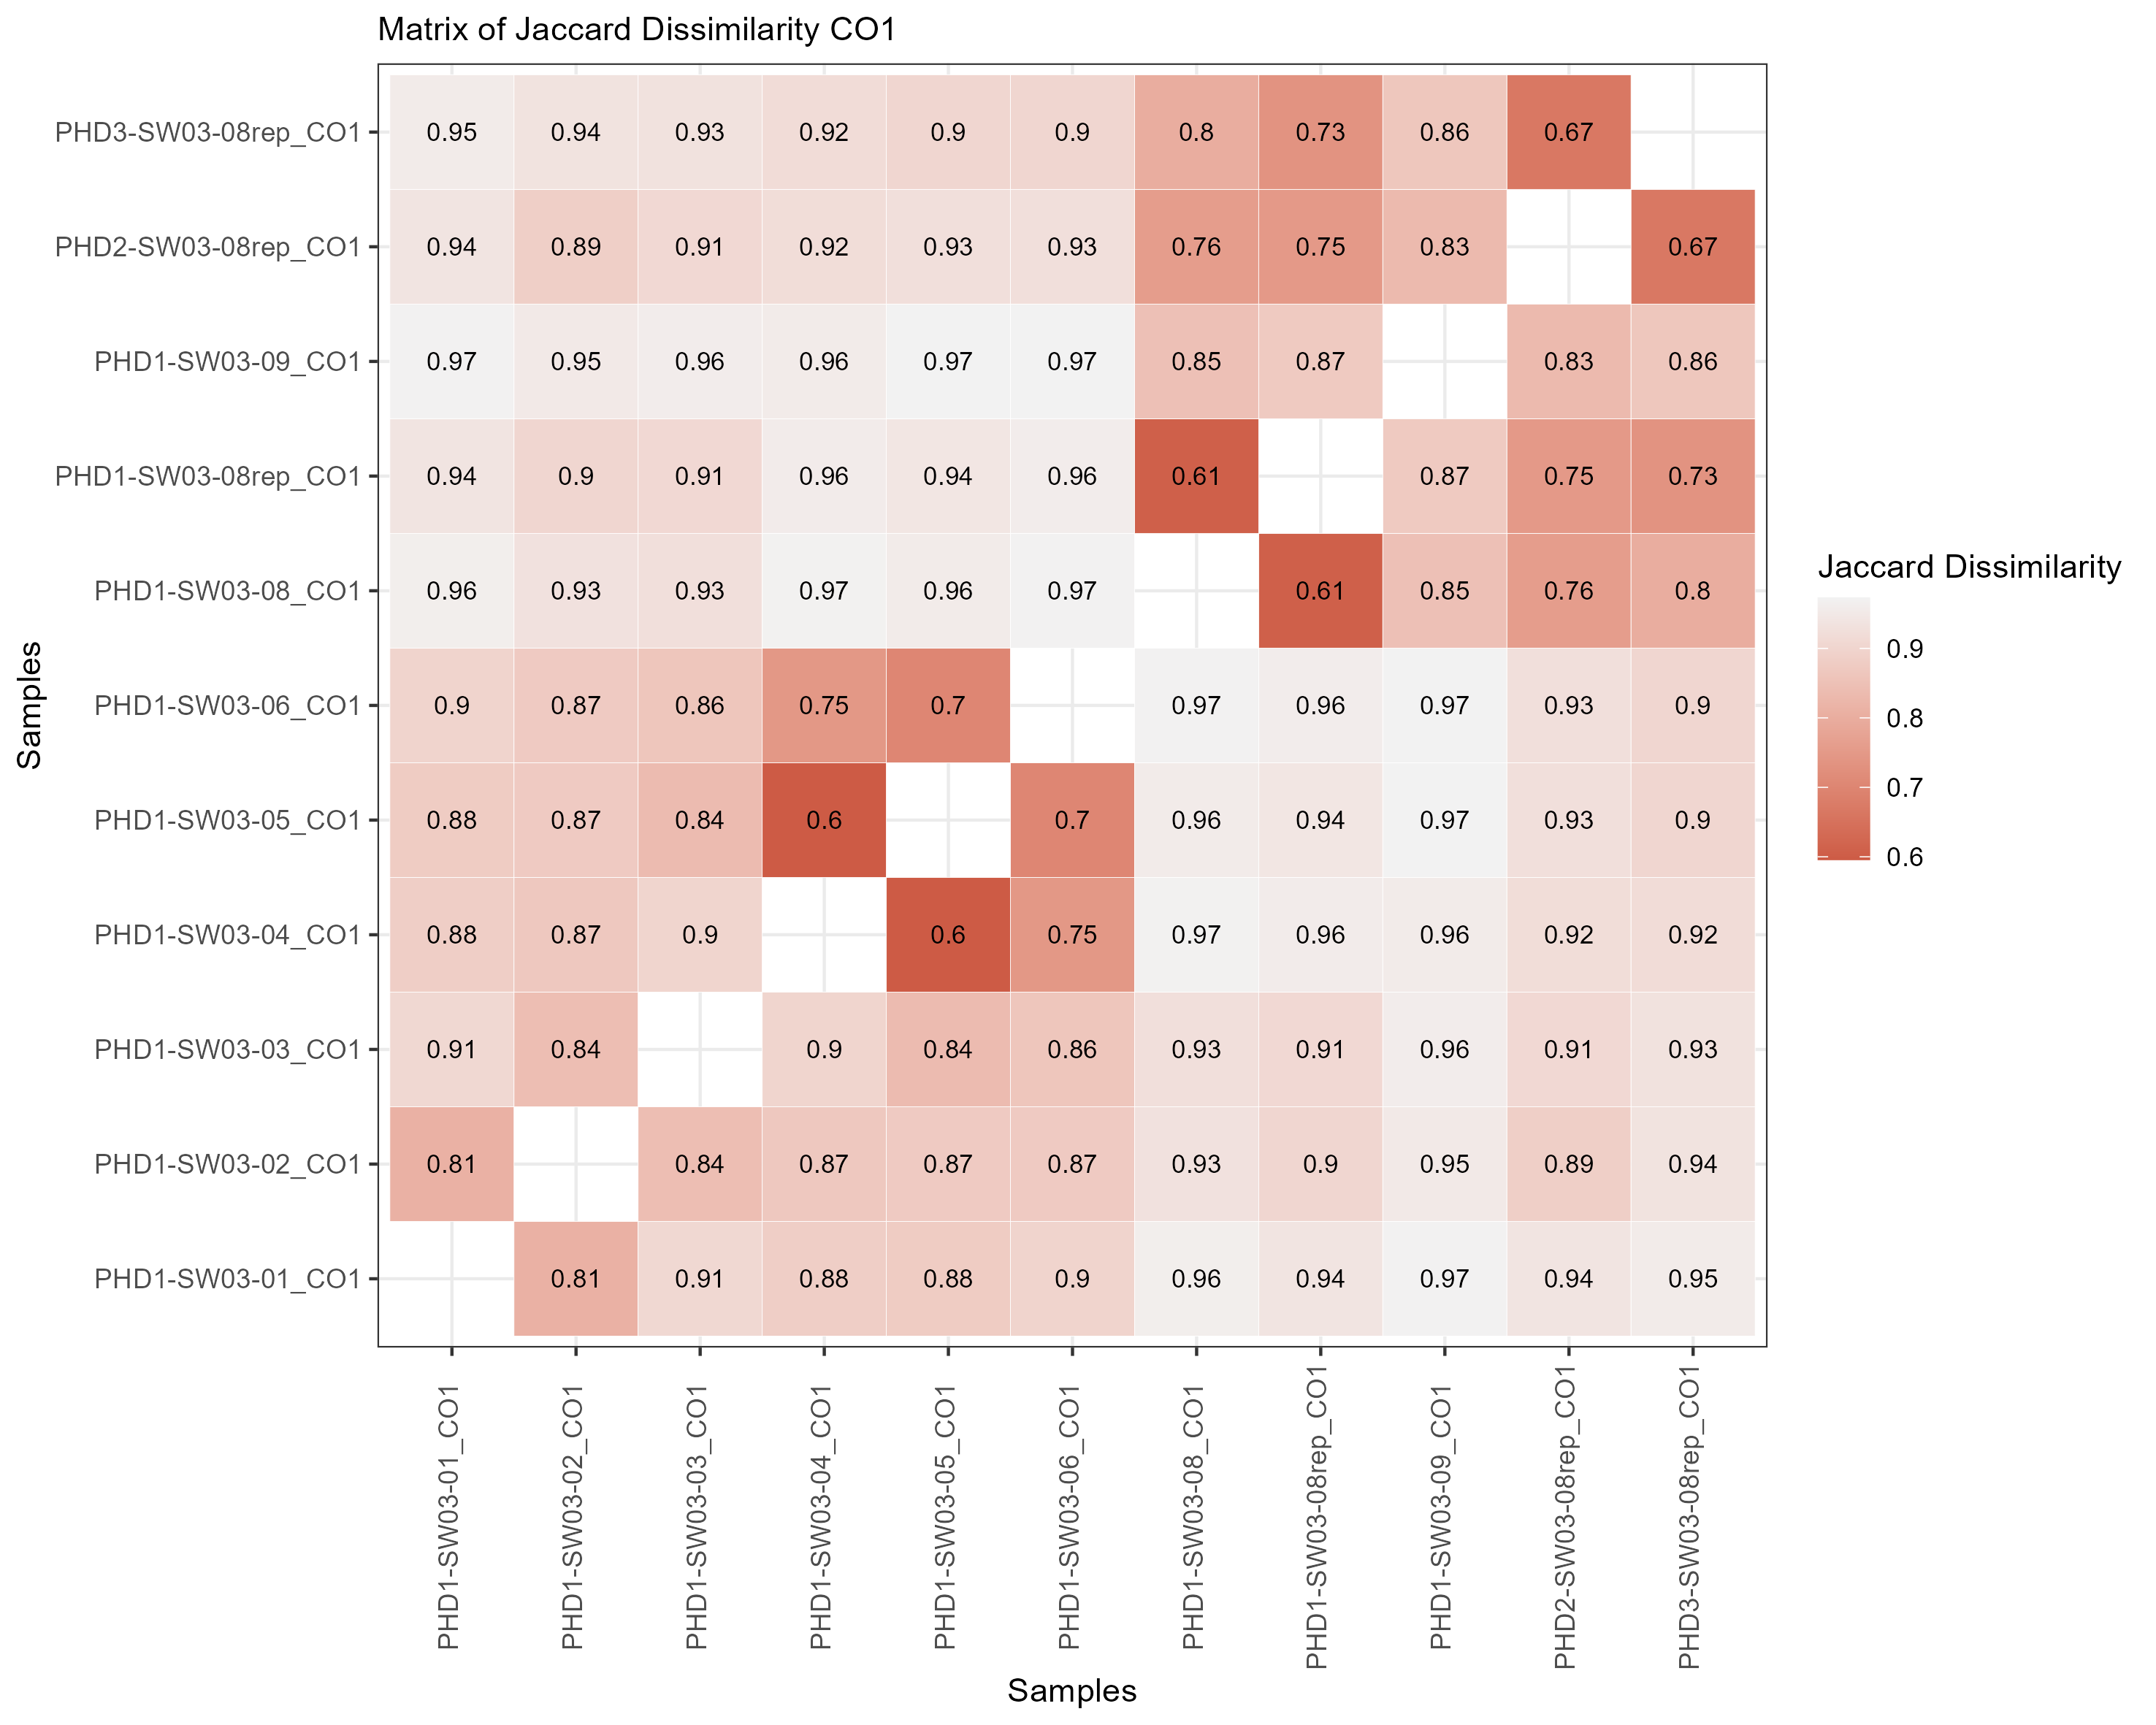 Matrix of Jaccard Dissimilarity CO1
PHD3-SW03-08rep_CO1 0.95 0.94 0.93 0.92 0.9 0.9 0.8 0.73 0.86 0.67
PHD2-SW03-08rep_CO1 0.94 0.89 0.91 0.92 0.93 0.93 0.76 0.75 0.83 0.67
PHD1-SW03-09_CO1 0.97 0.95 0.96 0.96 0.97 0.97 0.85 0.87 0.83 0.86
PHD1-SW03-08rep_CO1 0.94 0.9 0.91 0.96 0.94 0.96 0.61 0.87 0.75 0.73
PHD1-SW03-08_CO1 0.96 0.93 0.93 0.97 0.96 0.97 0.61 0.85 0.76 0.8
PHD1-SW03-06_CO1 0.9 0.87 0.86 0.75 0.7 0.97 0.96 0.97 0.93 0.9
PHD1-SW03-05_CO1 0.88 0.87 0.84 0.6 0.7 0.96 0.94 0.97 0.93 0.9
PHD1-SW03-04_CO1 0.88 0.87 0.9 0.6 0.75 0.97 0.96 0.96 0.92 0.92
PHD1-SW03-03_CO1 0.91 0.84 0.9 0.84 0.86 0.93 0.91 0.96 0.91 0.93
PHD1-SW03-02_CO1 0.81 0.84 0.87 0.87 0.87 0.93 0.9 0.95 0.89 0.94
PHD1-SW03-01_CO1 0.81 0.91 0.88 0.88 0.9 0.96 0.94 0.97 0.94 0.95
Samples
PHD1-SW03-01_CO1
PHD1-SW03-02_CO1
PHD1-SW03-03_CO1
PHD1-SW03-04_CO1
PHD1-SW03-05_CO1
PHD1-SW03-06_CO1
PHD1-SW03-08_CO1
PHD1-SW03-08rep_CO1
PHD1-SW03-09_CO1
PHD2-SW03-08rep_CO1
PHD3-SW03-08rep_CO1
Samples
Jaccard Dissimilarity
0.9
0.8
0.7
0.6